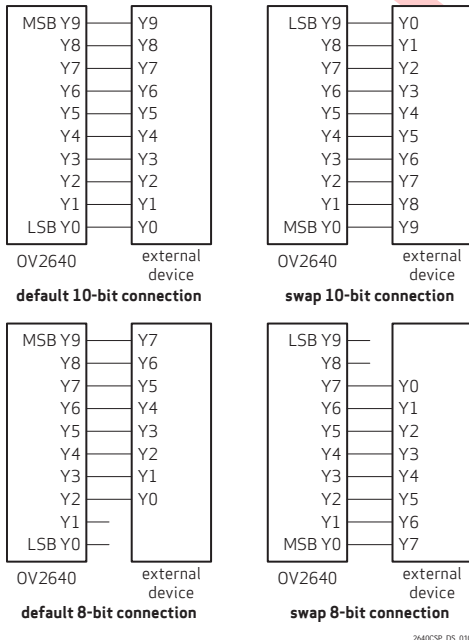 MSB Y9 Y9
Y8 Y8
Y7 Y7
Y6 Y6
Y5 Y5
Y4 Y4
Y3 Y3
Y2 Y2
Y1 Y1
LSB Y0 Y0
OV2640 external
device
default 10-bit connection
LSB Y9 Y0
Y8 Y1
Y7 Y2
Y6 Y3
Y5 Y4
Y4 Y5
Y3 Y6
Y2 Y7
Y1 Y8
MSB Y0 Y9
OV2640 external
device
swap 10-bit connection
MSB Y9 Y7
Y8 Y6
Y7 Y5
Y6 Y4
Y5 Y3
Y4 Y2
Y3 Y1
Y2 Y0
Y1
LSB Y0
OV2640 external
device
default 8-bit connection
LSB Y9
Y8
Y7 Y0
Y6 Y1
Y5 Y2
Y4 Y3
Y3 Y4
Y2 Y5
Y1 Y6
MSB Y0 Y7
OV2640 external
device
swap 8-bit connection